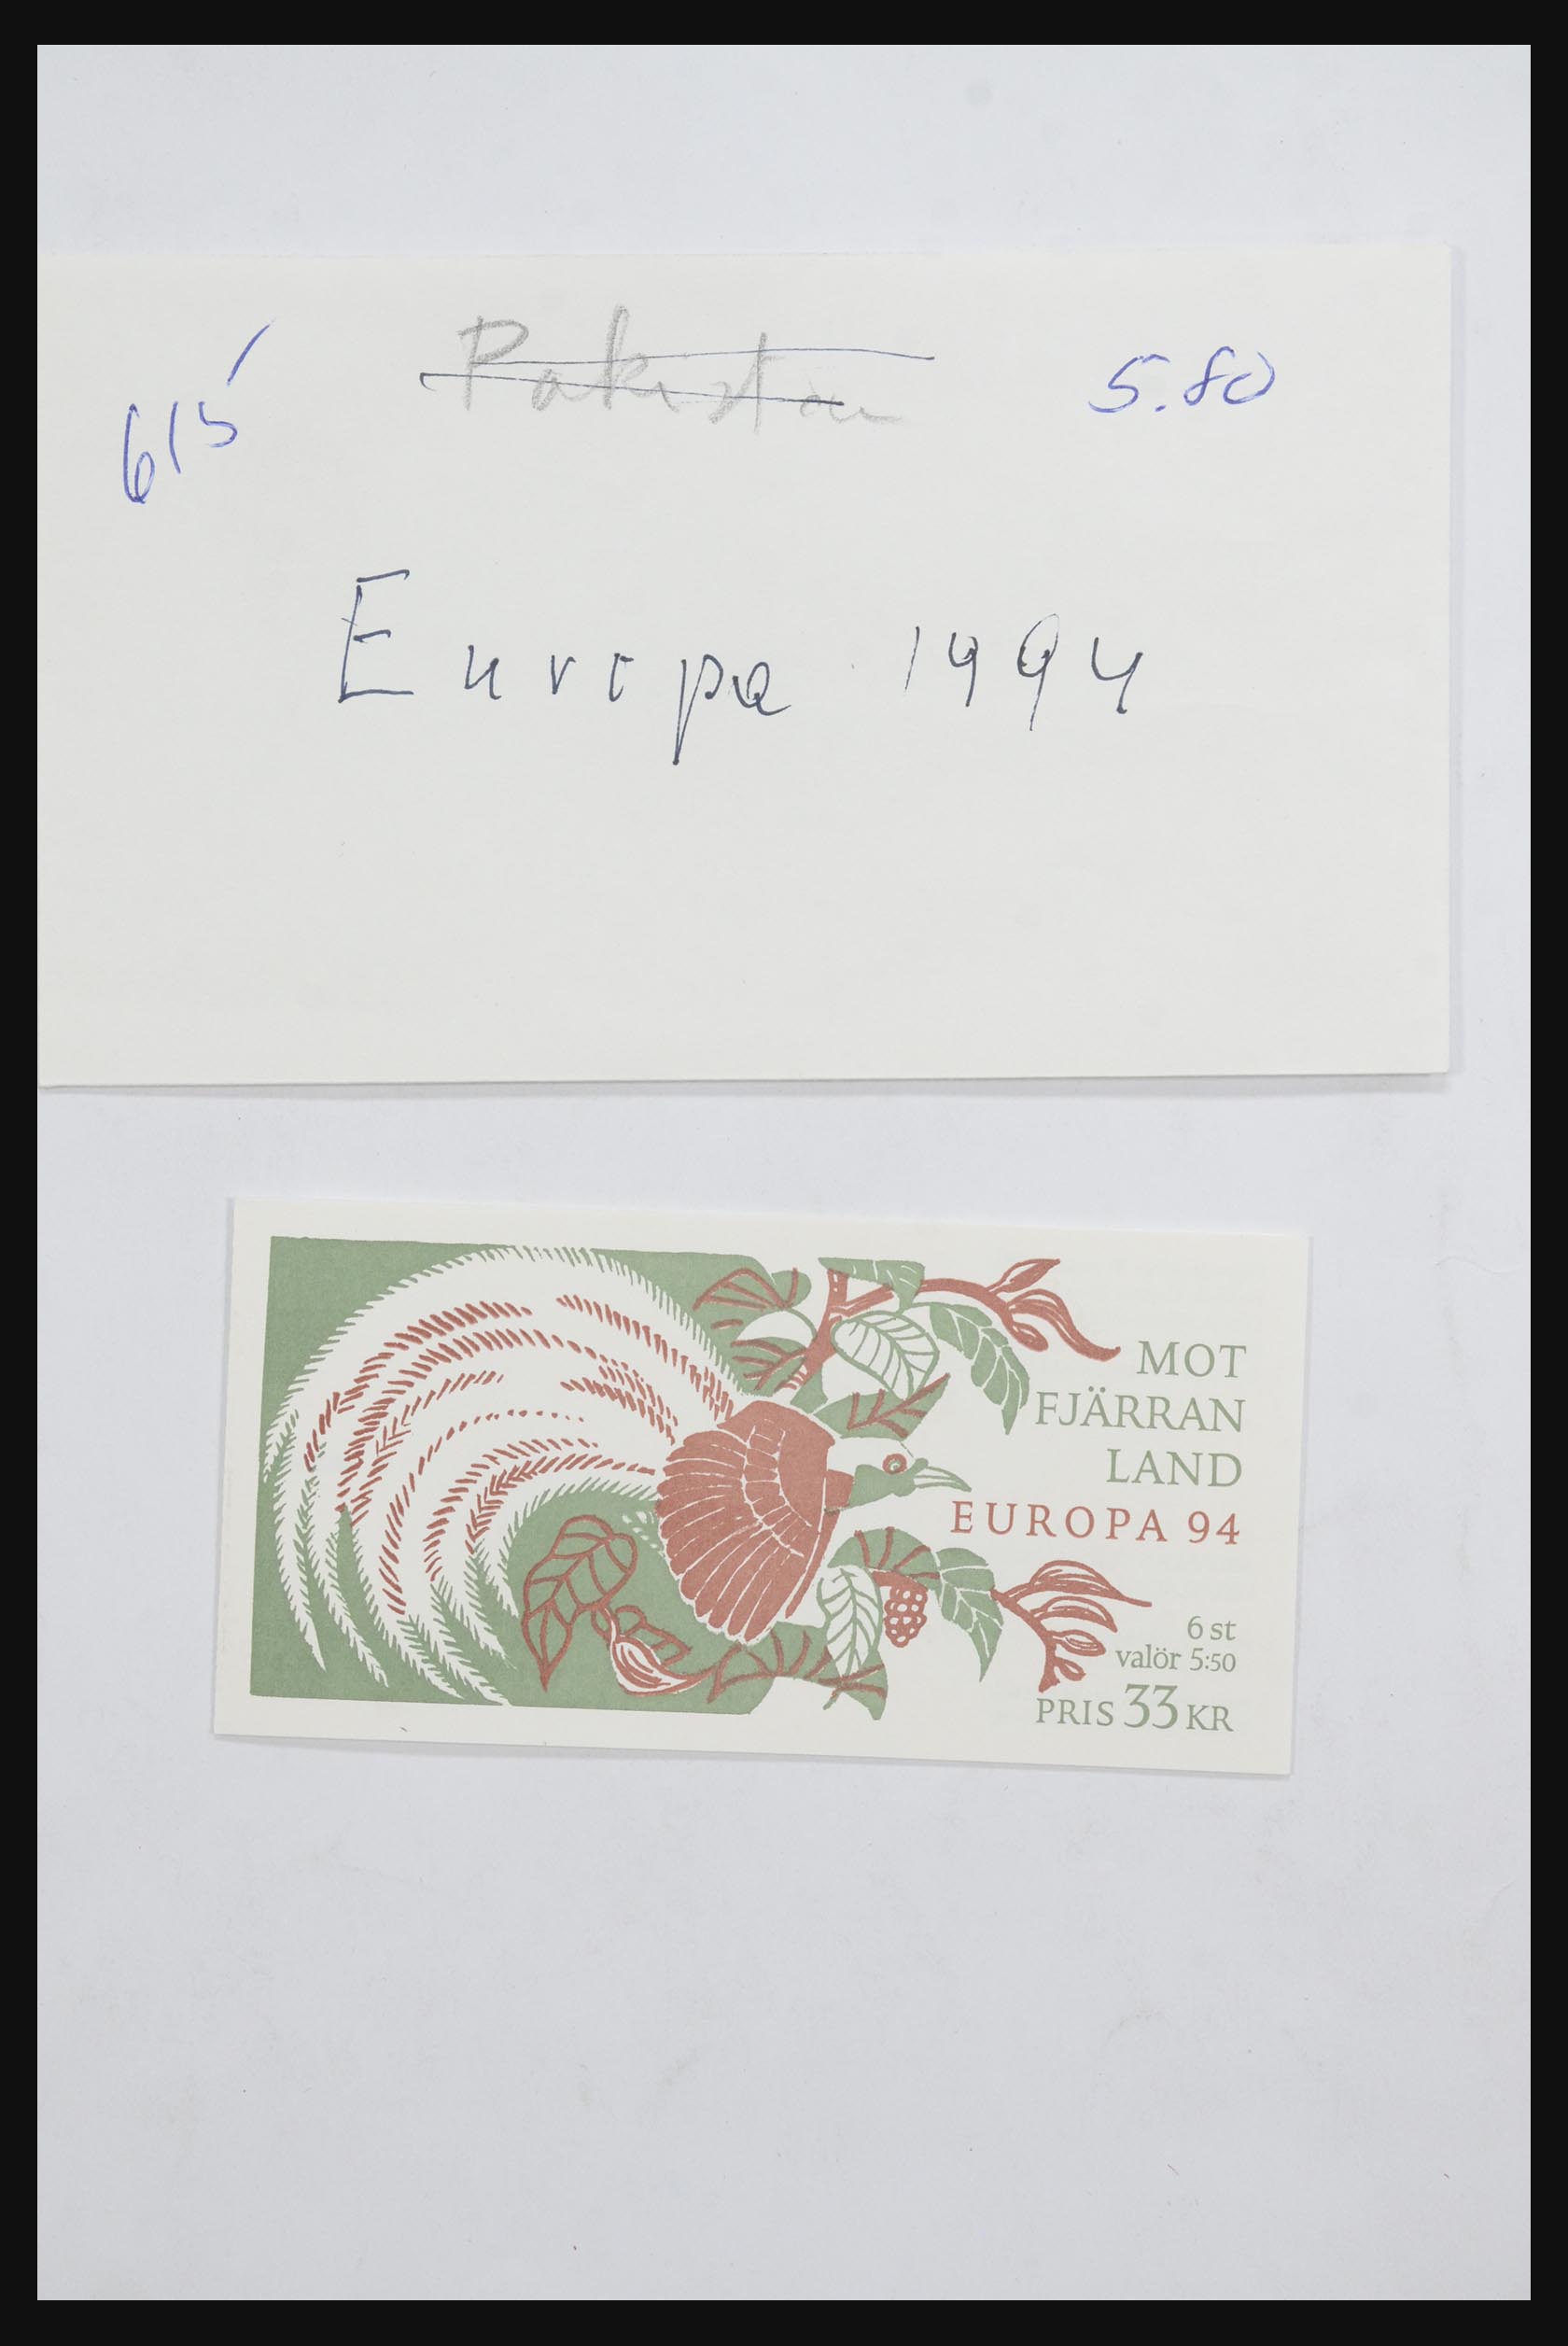 615
Pakistan
5.80
Europa 1994
MOT
FJÄRRAN
LAND
EUROPA 94
6 st
valör 5:50
PRIS 33 KR